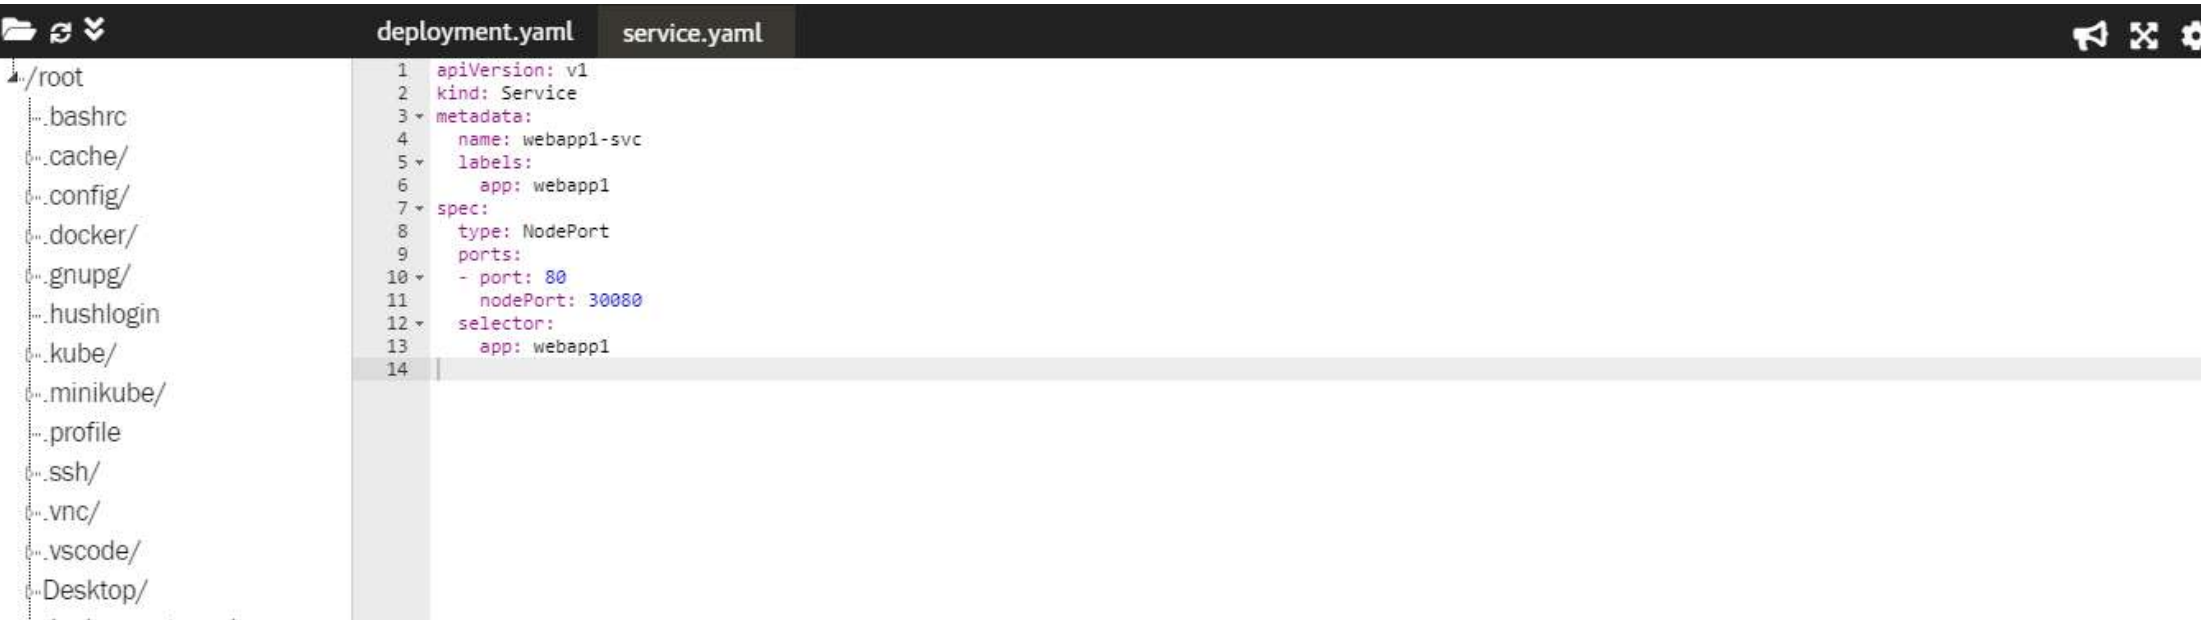 deployment.yaml service.yaml
/root
.bashrc
.cache/
.config/
.docker/
.gnupg/
.hushlogin
.kube/
.minikube/
.profile
.ssh/
.vnc/
.vscode/
Desktop/
1 apiVersion: v1
2 kind: Service
3 metadata:
4   name: webapp1-svc
5   labels:
6     app: webapp1
7 spec:
8   type: NodePort
9   ports:
10   - port: 80
11     nodePort: 30080
12   selector:
13     app: webapp1
14